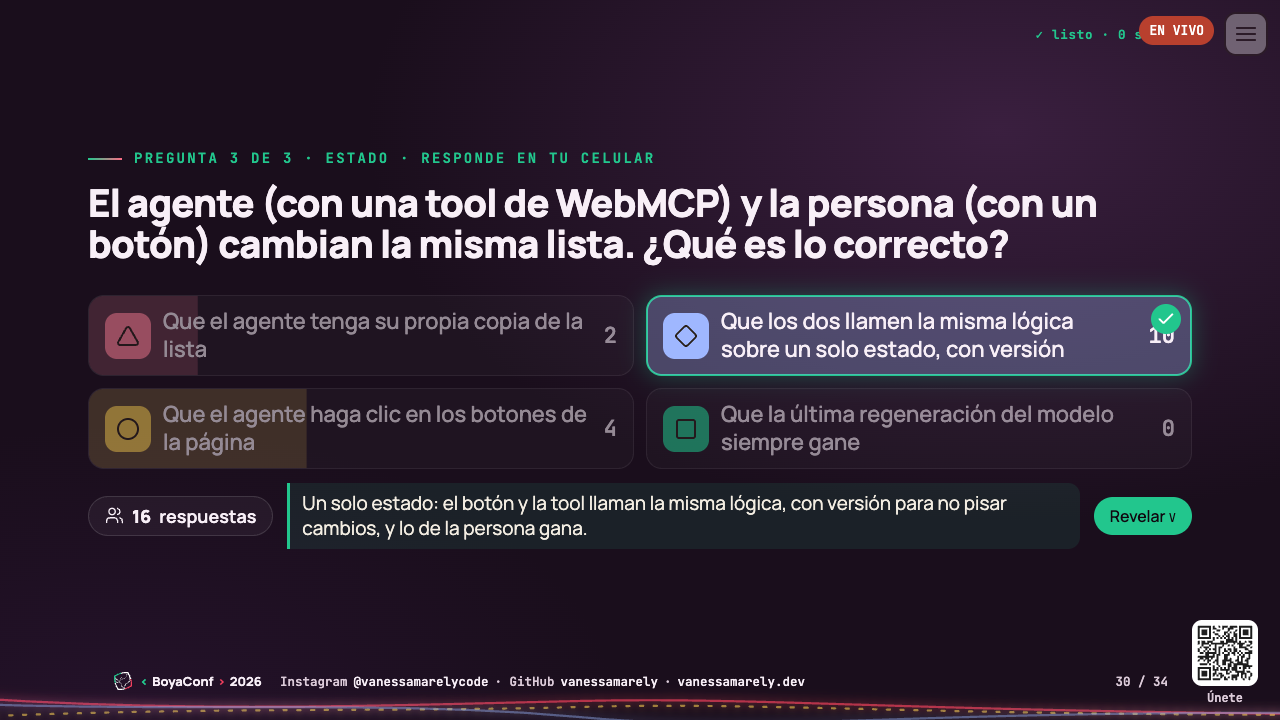 ✓ listo · 0 s
EN VIVO
PREGUNTA 3 DE 3 · ESTADO · RESPONDE EN TU CELULAR
El agente (con una tool de WebMCP) y la persona (con un
botón) cambian la misma lista. ¿Qué es lo correcto?
Que el agente tenga su propia copia de la
lista
2
Que los dos llamen la misma lógica
sobre un solo estado, con versión
10
Que el agente haga clic en los botones de
la página
4
Que la última regeneración del modelo
siempre gane
0
16 respuestas
Un solo estado: el botón y la tool llaman la misma lógica, con versión para no pisar
cambios, y lo de la persona gana.
Revelar V
‹ BoyaConf › 2026 Instagram @vanessamarelycode · GitHub vanessamarely · vanessamarely.dev
30 / 34
Únete